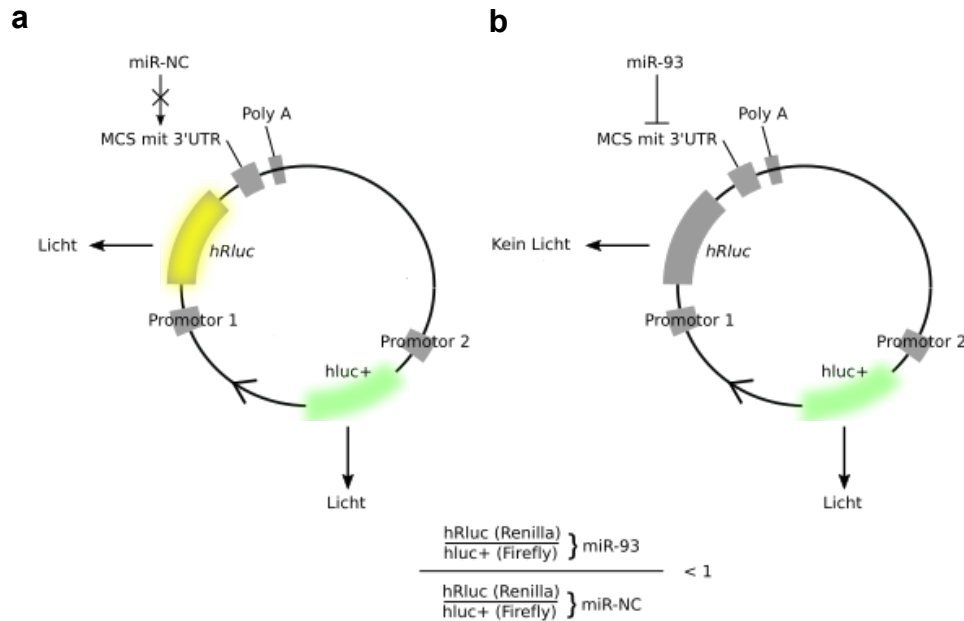 a
miR-NC
Poly A
MCS mit 3'UTR
Licht
hRluc
Promotor 1
Promotor 2
hluc+
Licht
b
miR-93
Poly A
MCS mit 3'UTR
Kein Licht
hRluc
Promotor 1
Promotor 2
hluc+
Licht
hRluc (Renilla)
hluc+ (Firefly) } miR-93
< 1
hRluc (Renilla)
hluc+ (Firefly) } miR-NC